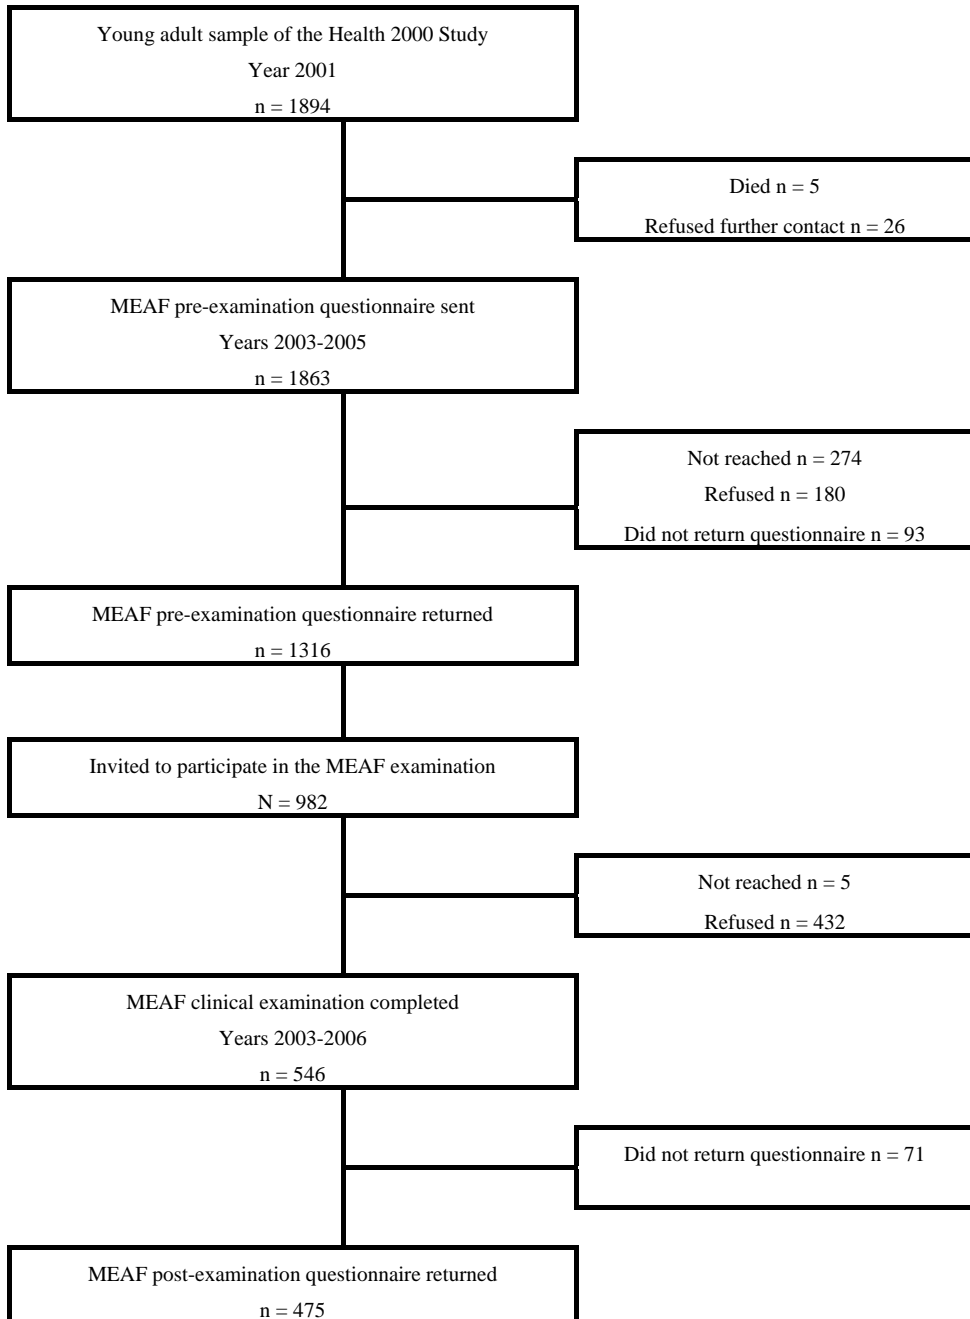 Young adult sample of the Health 2000 Study
Year 2001
n = 1894
Died n = 5
Refused further contact n = 26
MEAF pre-examination questionnaire sent
Years 2003-2005
n = 1863
Not reached n = 274
Refused n = 180
Did not return questionnaire n = 93
MEAF pre-examination questionnaire returned
n = 1316
Invited to participate in the MEAF examination
N = 982
Not reached n = 5
Refused n = 432
MEAF clinical examination completed
Years 2003-2006
n = 546
Did not return questionnaire n = 71
MEAF post-examination questionnaire returned
n = 475